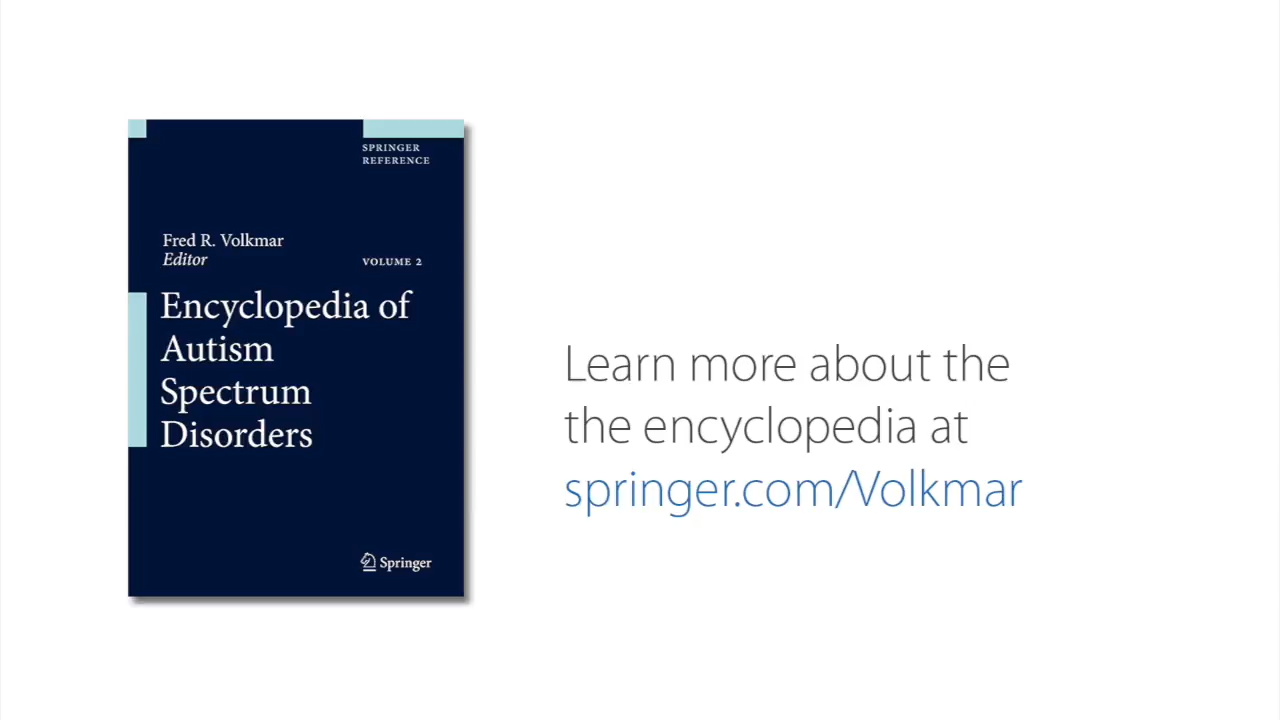 SPRINGER
REFERENCE
Fred R. Volkmar
Editor
VOLUME 2
Encyclopedia of
Autism
Spectrum
Disorders
Springer
Learn more about the
the encyclopedia at
springer.com/Volkmar